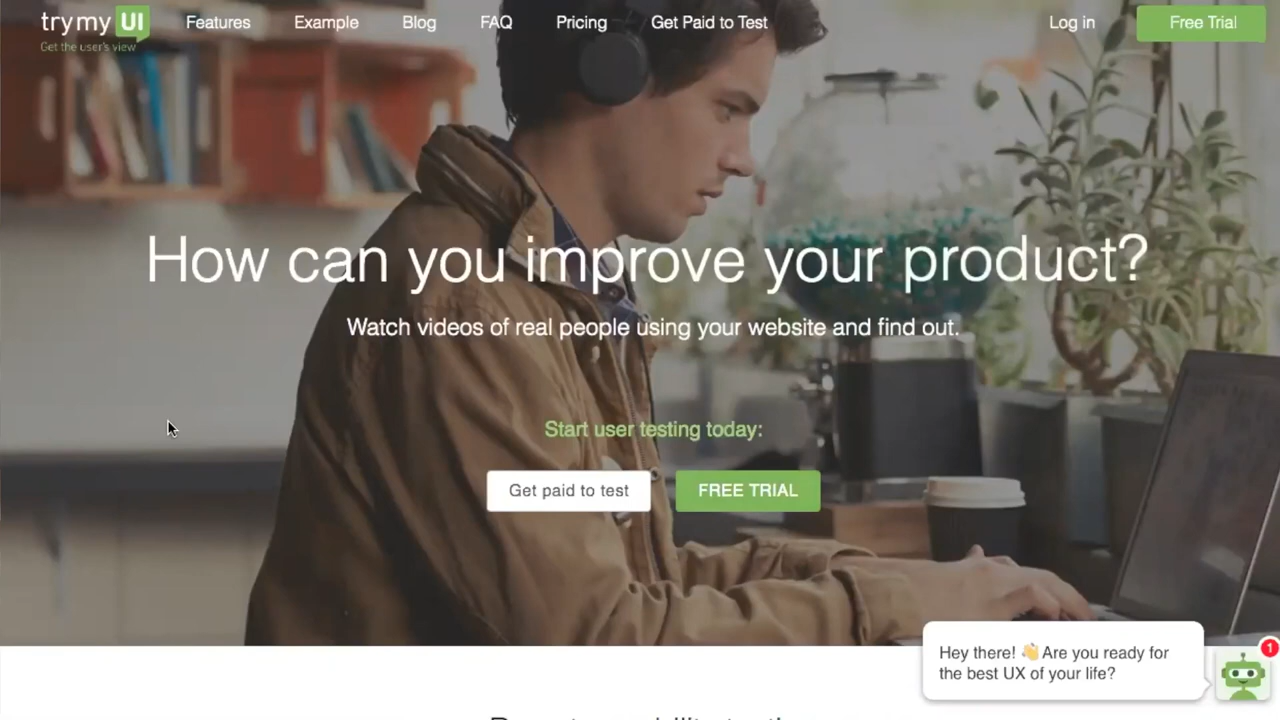 trymyUI
Get the user's view
Features
Example
Blog
FAQ
Pricing
Get Paid to Test
Log in
Free Trial
How can you improve your product?
Watch videos of real people using your website and find out.
Start user testing today:
Get paid to test
FREE TRIAL
Hey there! 👋 Are you ready for
the best UX of your life?
1